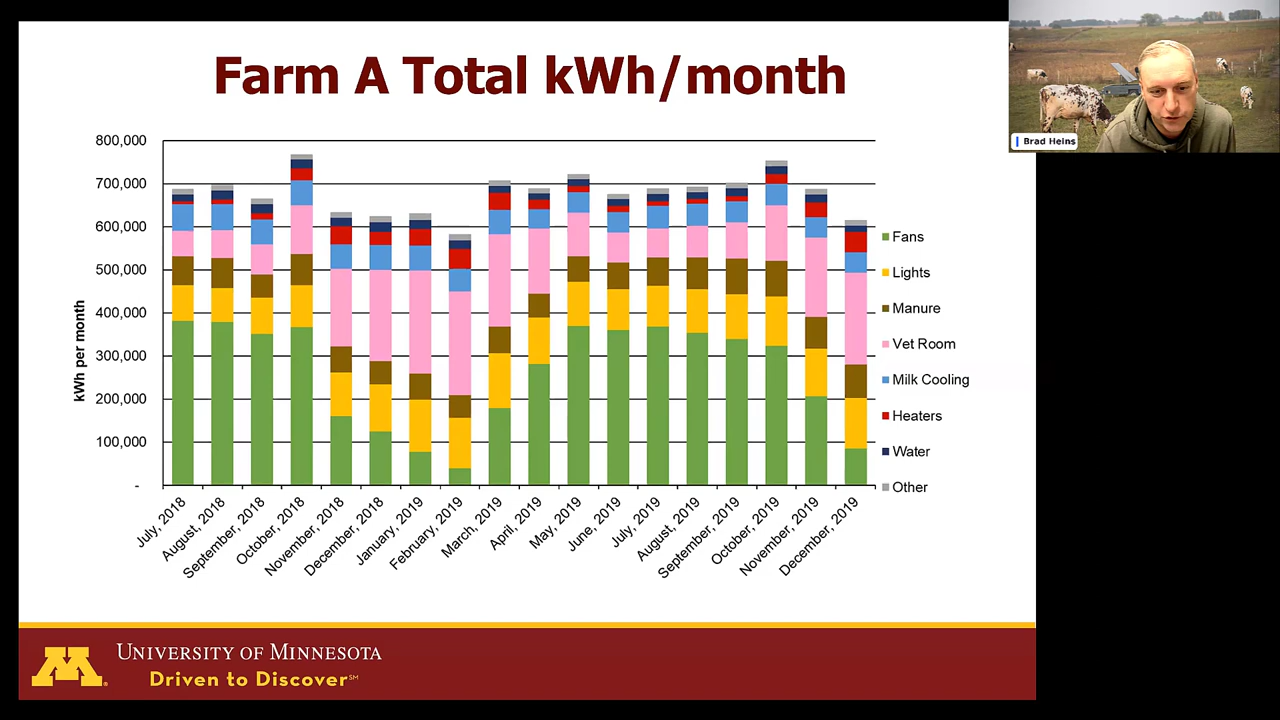 Farm A Total kWh/month
Brad Heins
kWh per month
800,000
700,000
600,000
500,000
400,000
300,000
200,000
100,000
-
July, 2018
August, 2018
September, 2018
October, 2018
November, 2018
December, 2018
January, 2019
February, 2019
March, 2019
April, 2019
May, 2019
June, 2019
July, 2019
August, 2019
September, 2019
October, 2019
November, 2019
December, 2019
Fans
Lights
Manure
Vet Room
Milk Cooling
Heaters
Water
Other
M
UNIVERSITY OF MINNESOTA
Driven to Discover℠